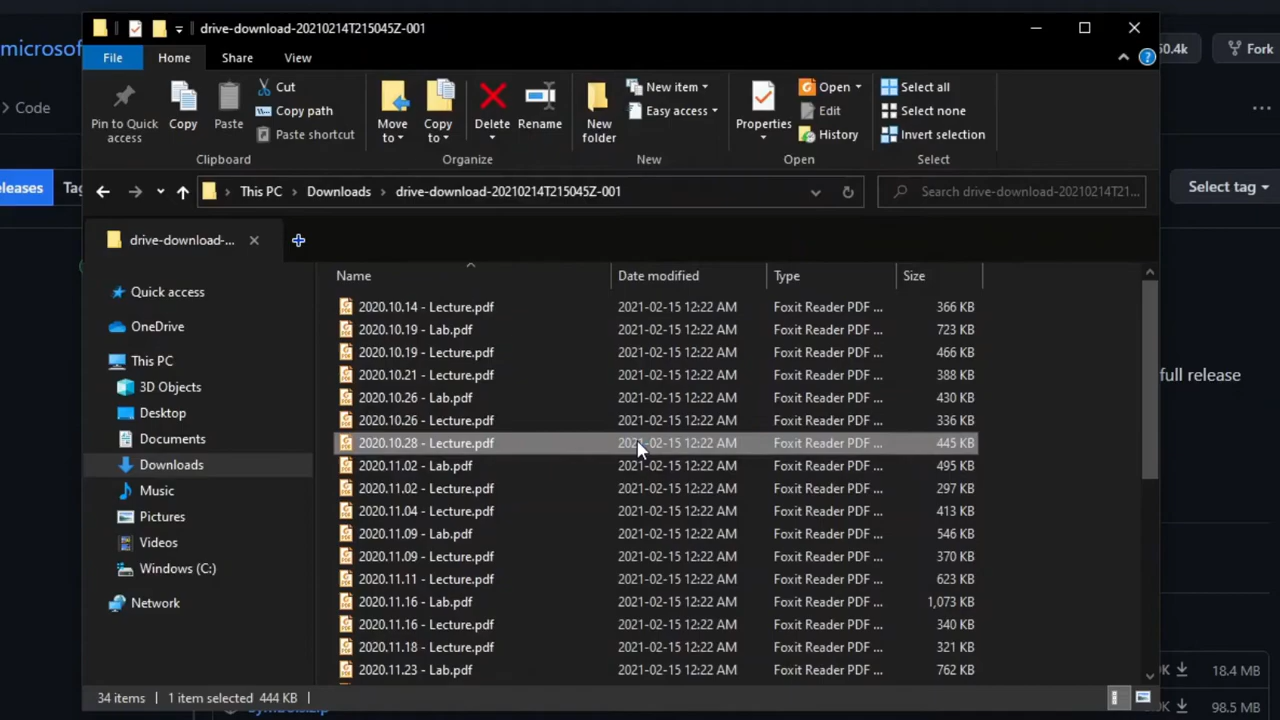 microsof
50.4k
Fork
Code
eleases
Tag
Select tag
full release
18.4 MB
98.5 MB
drive-download-20210214T215045Z-001
File
Home
Share
View
Pin to Quick access
Copy
Paste
Cut
Copy path
Paste shortcut
Clipboard
Move to
Copy to
Delete
Rename
Organize
New folder
New item
Easy access
New
Properties
Open
Edit
History
Open
Select all
Select none
Invert selection
Select
This PC > Downloads > drive-download-20210214T215045Z-001
Search drive-download-20210214T21...
drive-download-...
Quick access
OneDrive
This PC
3D Objects
Desktop
Documents
Downloads
Music
Pictures
Videos
Windows (C:)
Network
Name Date modified Type Size
2020.10.14 - Lecture.pdf 2021-02-15 12:22 AM Foxit Reader PDF ... 366 KB
2020.10.19 - Lab.pdf 2021-02-15 12:22 AM Foxit Reader PDF ... 723 KB
2020.10.19 - Lecture.pdf 2021-02-15 12:22 AM Foxit Reader PDF ... 466 KB
2020.10.21 - Lecture.pdf 2021-02-15 12:22 AM Foxit Reader PDF ... 388 KB
2020.10.26 - Lab.pdf 2021-02-15 12:22 AM Foxit Reader PDF ... 430 KB
2020.10.26 - Lecture.pdf 2021-02-15 12:22 AM Foxit Reader PDF ... 336 KB
2020.10.28 - Lecture.pdf 2021-02-15 12:22 AM Foxit Reader PDF ... 445 KB
2020.11.02 - Lab.pdf 2021-02-15 12:22 AM Foxit Reader PDF ... 495 KB
2020.11.02 - Lecture.pdf 2021-02-15 12:22 AM Foxit Reader PDF ... 297 KB
2020.11.04 - Lecture.pdf 2021-02-15 12:22 AM Foxit Reader PDF ... 413 KB
2020.11.09 - Lab.pdf 2021-02-15 12:22 AM Foxit Reader PDF ... 546 KB
2020.11.09 - Lecture.pdf 2021-02-15 12:22 AM Foxit Reader PDF ... 370 KB
2020.11.11 - Lecture.pdf 2021-02-15 12:22 AM Foxit Reader PDF ... 623 KB
2020.11.16 - Lab.pdf 2021-02-15 12:22 AM Foxit Reader PDF ... 1,073 KB
2020.11.16 - Lecture.pdf 2021-02-15 12:22 AM Foxit Reader PDF ... 340 KB
2020.11.18 - Lecture.pdf 2021-02-15 12:22 AM Foxit Reader PDF ... 321 KB
2020.11.23 - Lab.pdf 2021-02-15 12:22 AM Foxit Reader PDF ... 762 KB
34 items 1 item selected 444 KB